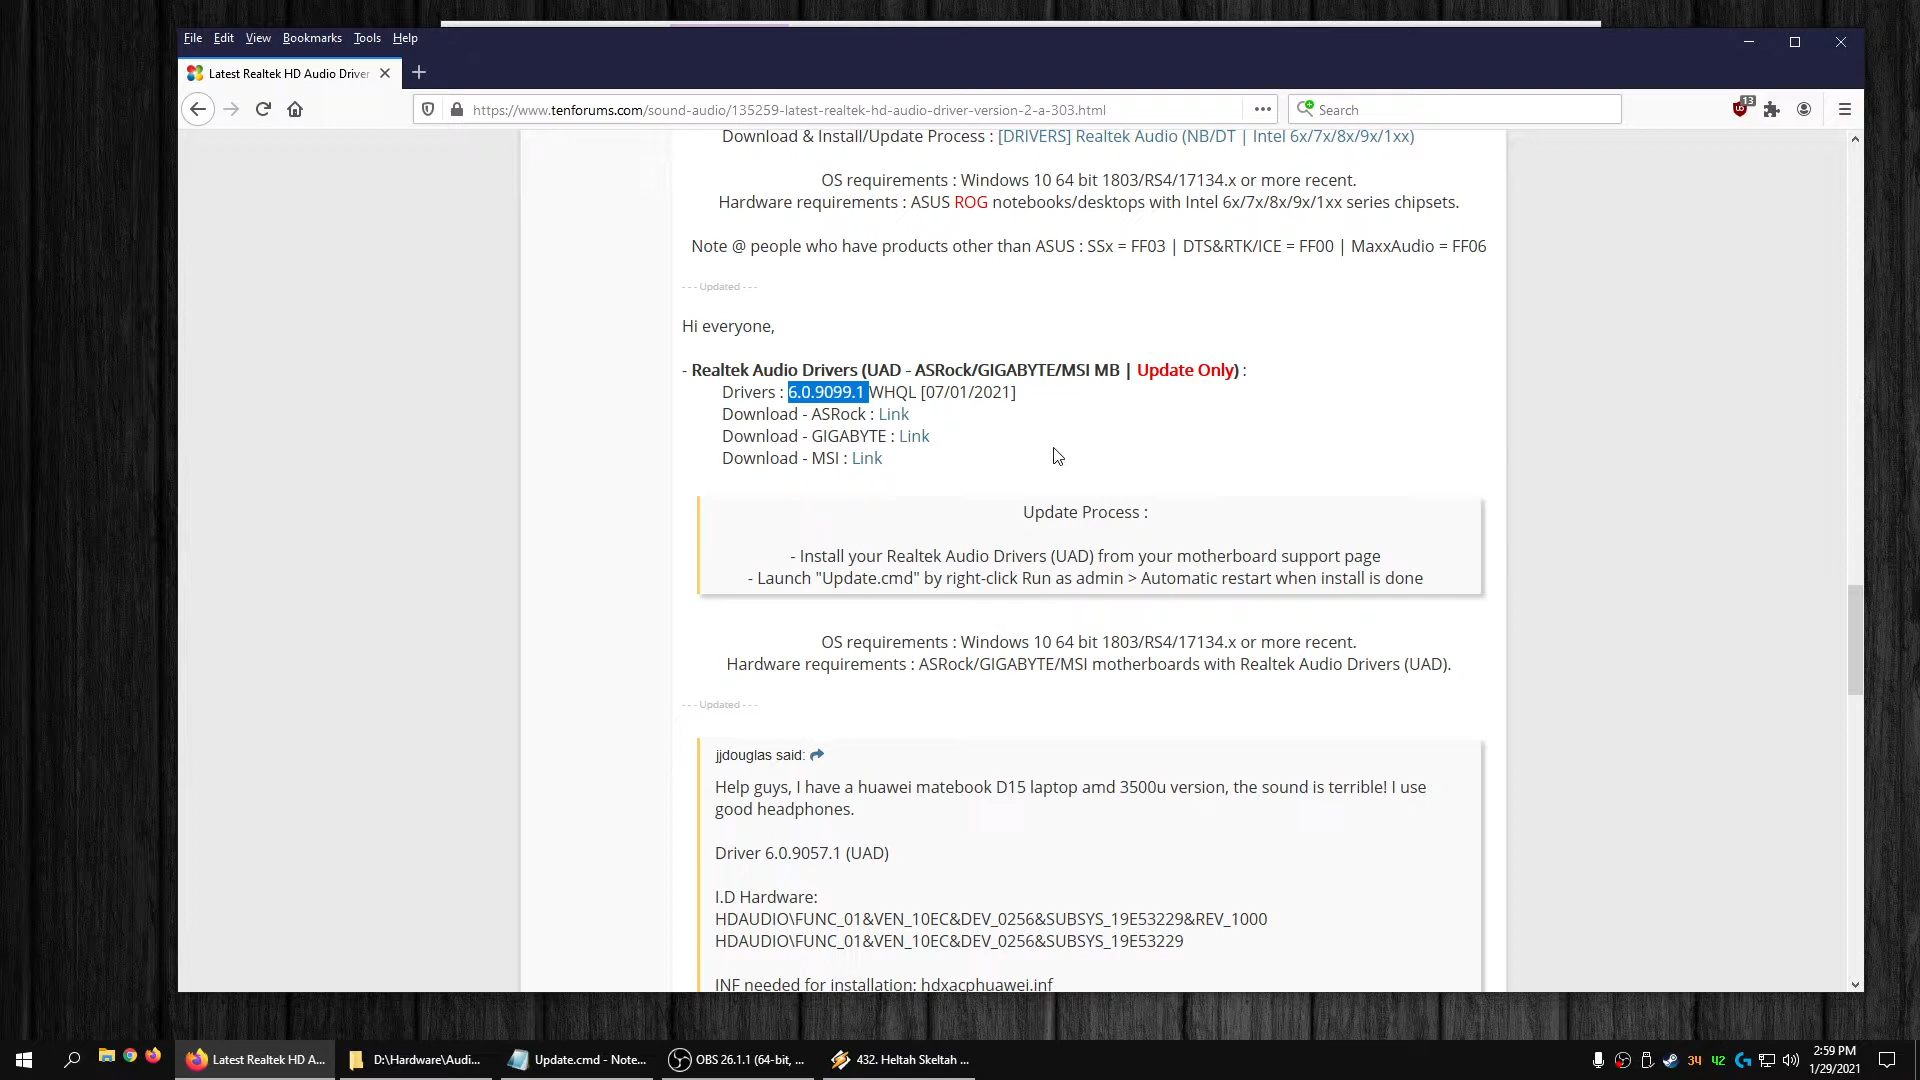 File Edit View Bookmarks Tools Help
Latest Realtek HD Audio Driver
https://www.tenforums.com/sound-audio/135259-latest-realtek-hd-audio-driver-version-2-a-303.html
Search
13
Download & Install/Update Process : [DRIVERS] Realtek Audio (NB/DT | Intel 6x/7x/8x/9x/1xx)
OS requirements : Windows 10 64 bit 1803/RS4/17134.x or more recent.
Hardware requirements : ASUS ROG notebooks/desktops with Intel 6x/7x/8x/9x/1xx series chipsets.
Note @ people who have products other than ASUS : SSx = FF03 | DTS&RTK/ICE = FF00 | MaxxAudio = FF06
- - - Updated - - -
Hi everyone,
- Realtek Audio Drivers (UAD - ASRock/GIGABYTE/MSI MB | Update Only) :
Drivers : 6.0.9099.1 WHQL [07/01/2021]
Download - ASRock : Link
Download - GIGABYTE : Link
Download - MSI : Link
Update Process :
- Install your Realtek Audio Drivers (UAD) from your motherboard support page
- Launch "Update.cmd" by right-click Run as admin > Automatic restart when install is done
OS requirements : Windows 10 64 bit 1803/RS4/17134.x or more recent.
Hardware requirements : ASRock/GIGABYTE/MSI motherboards with Realtek Audio Drivers (UAD).
- - - Updated - - -
jjdouglas said:
Help guys, I have a huawei matebook D15 laptop amd 3500u version, the sound is terrible! I use
good headphones.
Driver 6.0.9057.1 (UAD)
I.D Hardware:
HDAUDIO\FUNC_01&VEN_10EC&DEV_0256&SUBSYS_19E53229&REV_1000
HDAUDIO\FUNC_01&VEN_10EC&DEV_0256&SUBSYS_19E53229
INF needed for installation: hdxacphuawei.inf
Latest Realtek HD A...
D:\Hardware\Audi...
Update.cmd - Note...
OBS 26.1.1 (64-bit, ...
432. Heltah Skeltah ...
34 42
2:59 PM
1/29/2021